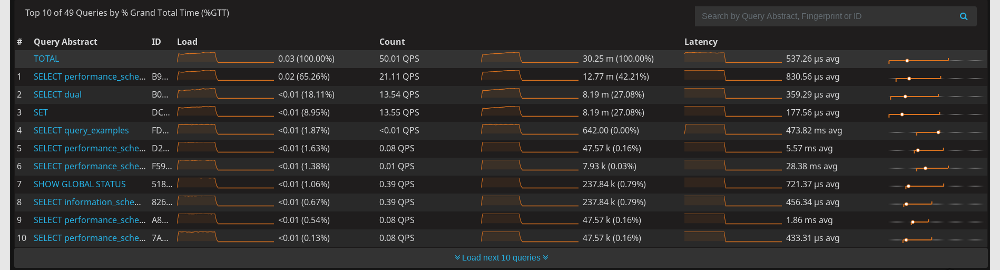 Top 10 of 49 Queries by % Grand Total Time (%GTT)
Search by Query Abstract, Fingerprint or ID
# Query Abstract ID Load Count Latency
TOTAL 0.03 (100.00%) 50.01 QPS 30.25 m (100.00%) 537.26 µs avg
1 SELECT performance_sche... B9... 0.02 (65.26%) 21.11 QPS 12.77 m (42.21%) 830.56 µs avg
2 SELECT dual B0... <0.01 (18.11%) 13.54 QPS 8.19 m (27.08%) 359.29 µs avg
3 SET DC... <0.01 (8.95%) 13.55 QPS 8.19 m (27.08%) 177.56 µs avg
4 SELECT query_examples FD... <0.01 (1.87%) <0.01 QPS 642.00 (0.00%) 473.82 ms avg
5 SELECT performance_sche... D2... <0.01 (1.63%) 0.08 QPS 47.57 k (0.16%) 5.57 ms avg
6 SELECT performance_sche... F59... <0.01 (1.38%) 0.01 QPS 7.93 k (0.03%) 28.38 ms avg
7 SHOW GLOBAL STATUS 518... <0.01 (1.06%) 0.39 QPS 237.84 k (0.79%) 721.37 µs avg
8 SELECT information_sche... 826... <0.01 (0.67%) 0.39 QPS 237.84 k (0.79%) 456.34 µs avg
9 SELECT performance_sche... A8... <0.01 (0.54%) 0.08 QPS 47.57 k (0.16%) 1.86 ms avg
10 SELECT performance_sche... 7A... <0.01 (0.13%) 0.08 QPS 47.57 k (0.16%) 433.31 µs avg
Load next 10 queries